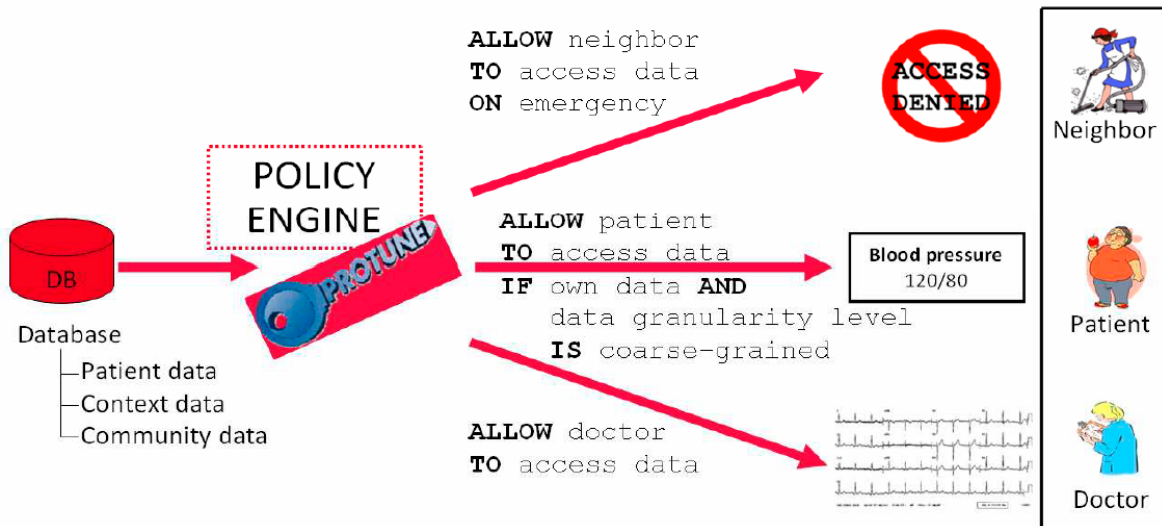 ALLOW neighbor
TO access data
ON emergency
ACCESS
DENIED
Neighbor
POLICY
ENGINE
PROTUNE
DB
Database
Patient data
Context data
Community data
ALLOW patient
TO access data
IF own data AND
data granularity level
IS coarse-grained
Blood pressure
120/80
Patient
ALLOW doctor
TO access data
Doctor